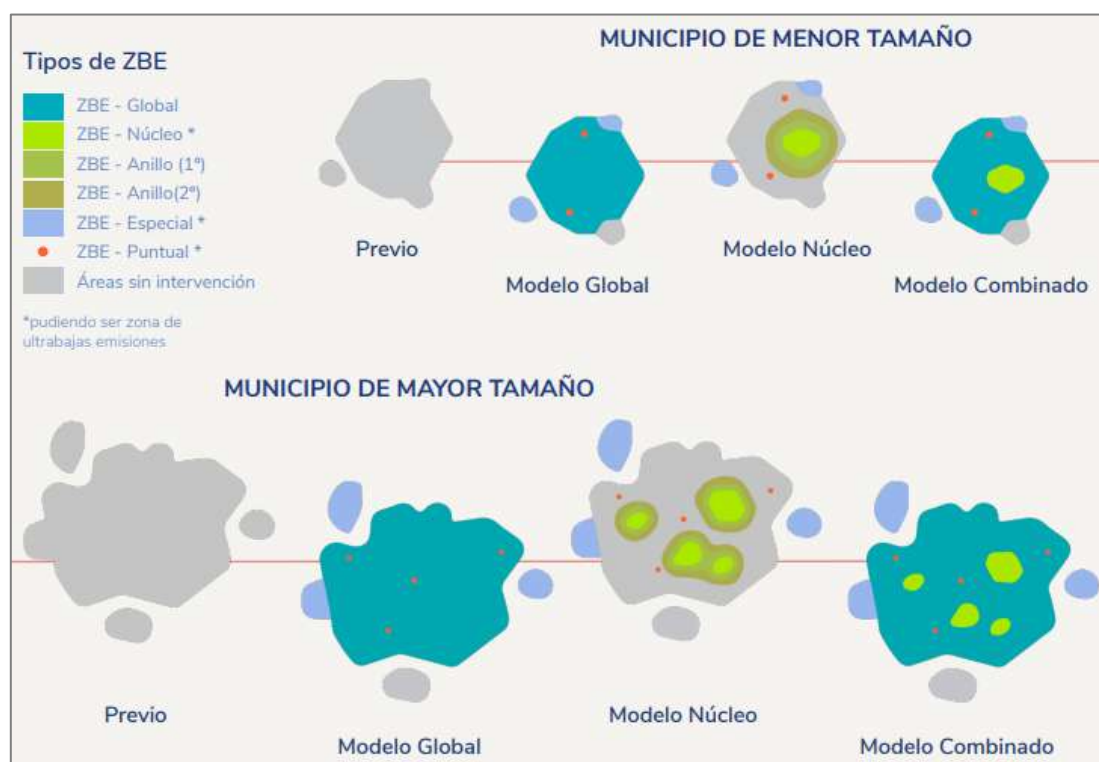 MUNICIPIO DE MENOR TAMAÑO
Tipos de ZBE
ZBE - Global
ZBE - Núcleo *
ZBE - Anillo (1º)
ZBE - Anillo(2º)
ZBE - Especial *
ZBE - Puntual *
Áreas sin intervención
*pudiendo ser zona de
ultrabajas emisiones
Previo
Modelo Global
Modelo Núcleo
Modelo Combinado
MUNICIPIO DE MAYOR TAMAÑO
Previo
Modelo Global
Modelo Núcleo
Modelo Combinado